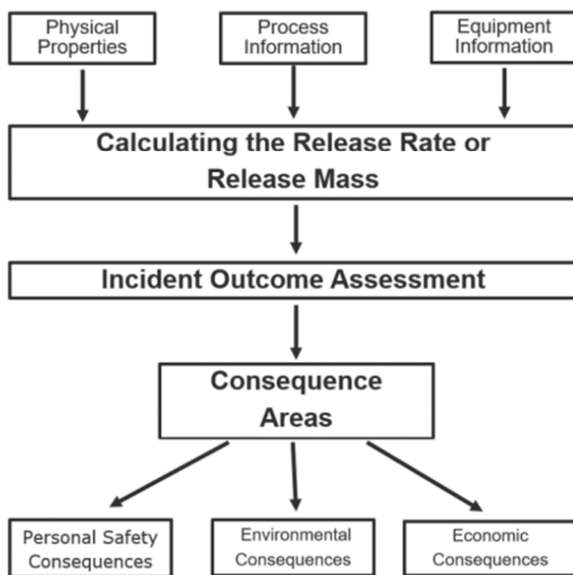 Physical
Properties
Process
Information
Equipment
Information
Calculating the Release Rate or
Release Mass
Incident Outcome Assessment
Consequence
Areas
Personal Safety
Consequences
Environmental
Consequences
Economic
Consequences